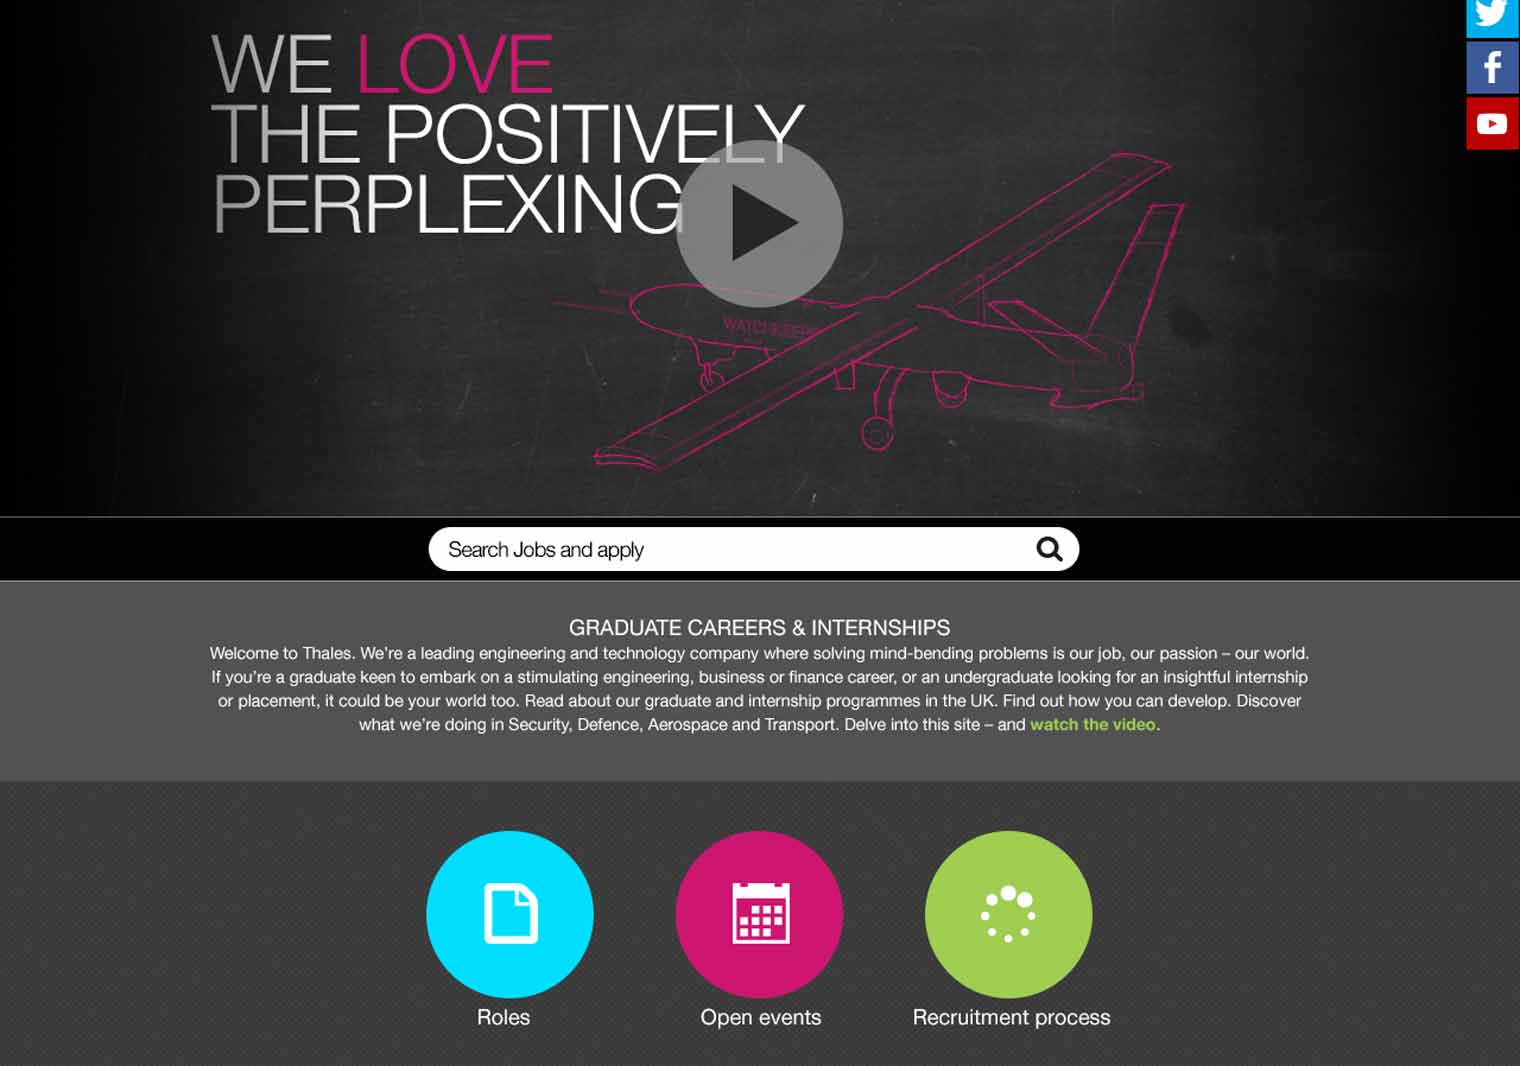 WE LOVE
THE POSITIVELY
PERPLEXING
WATCHKEEPER
Search Jobs and apply
GRADUATE CAREERS & INTERNSHIPS
Welcome to Thales. We're a leading engineering and technology company where solving mind-bending problems is our job, our passion – our world.
If you're a graduate keen to embark on a stimulating engineering, business or finance career, or an undergraduate looking for an insightful internship
or placement, it could be your world too. Read about our graduate and internship programmes in the UK. Find out how you can develop. Discover
what we're doing in Security, Defence, Aerospace and Transport. Delve into this site – and watch the video.
Roles
Open events
Recruitment process